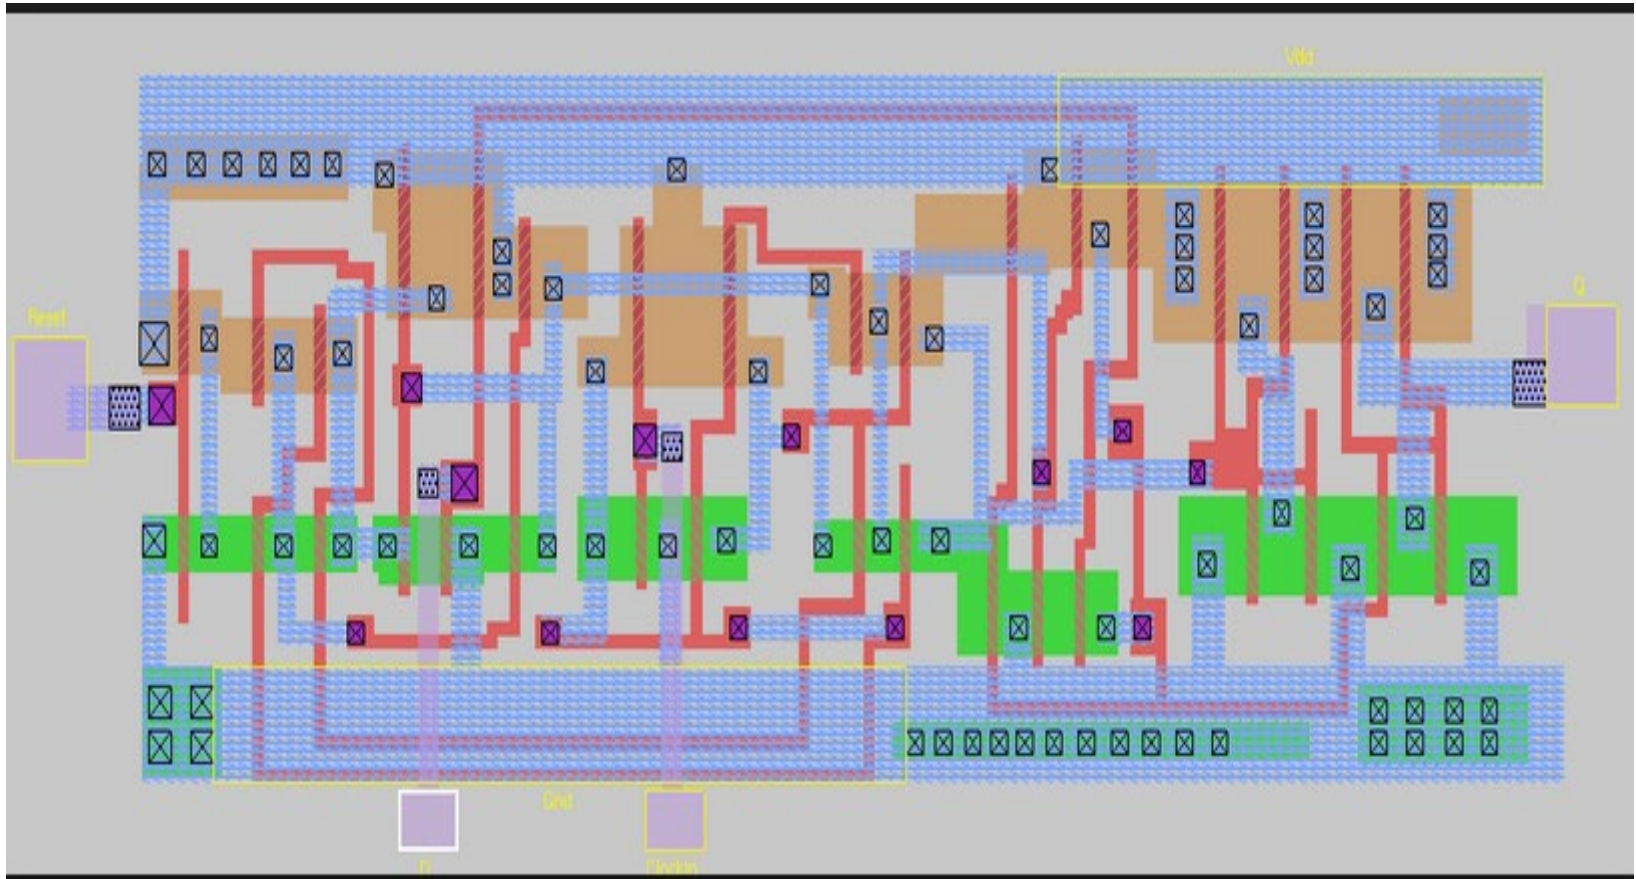 Vdd
Reset
Q
Gnd
D
ClockIn